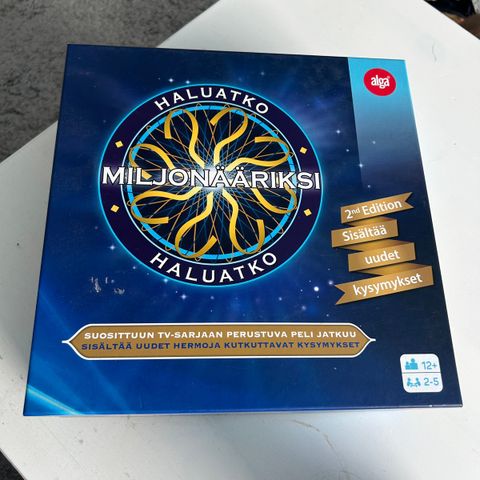 alga
HALUATKO
MILJONÄÄRIKSI
HALUATKO
2nd Edition
Sisältää
uudet
kysymykset
SUOSITTUUN TV-SARJAAN PERUSTUVA PELI JATKUU
SISÄLTÄÄ UUDET HERMOJA KUTKUTTAVAT KYSYMYKSET
12+
2-5